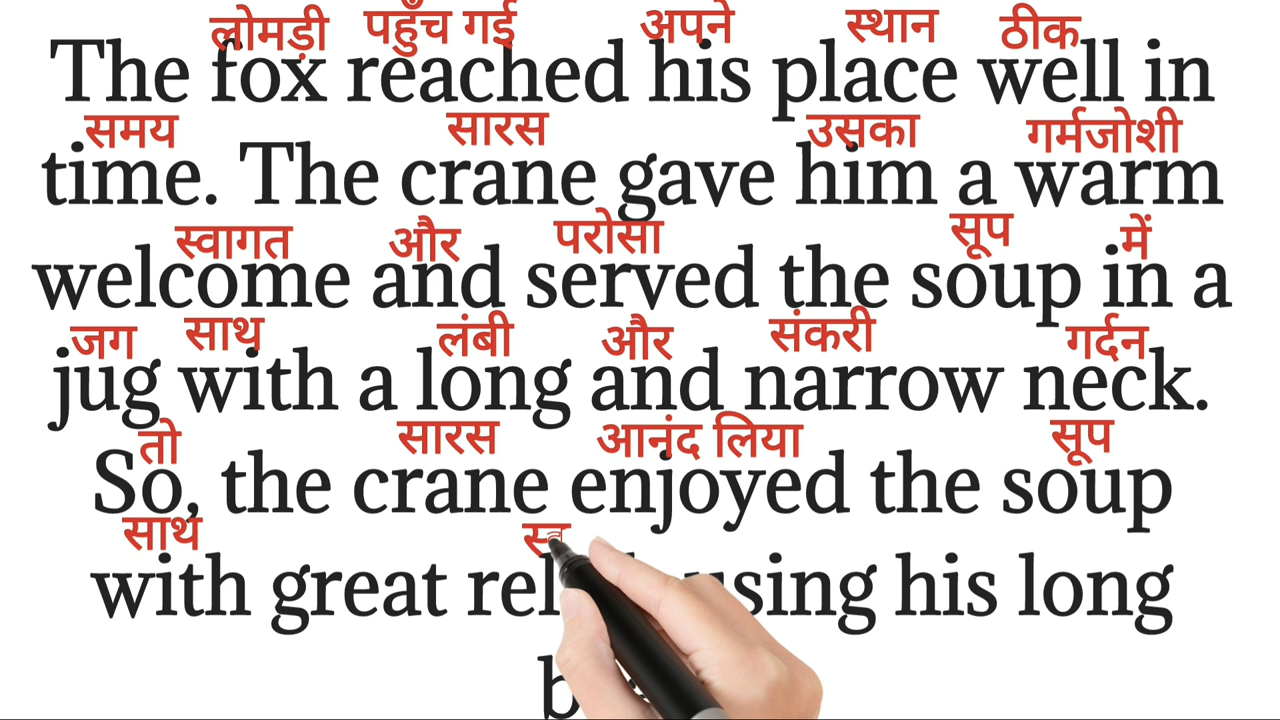 लोमड़ी पहुँच गई अपने स्थान ठीक
The fox reached his place well in
समय सारस उसका गर्मजोशी
time. The crane gave him a warm
स्वागत और परोसा सूप में
welcome and served the soup in a
जग साथ लंबी और संकरी गर्दन
jug with a long and narrow neck.
तो सारस आनंद लिया सूप
So, the crane enjoyed the soup
साथ
with great his long